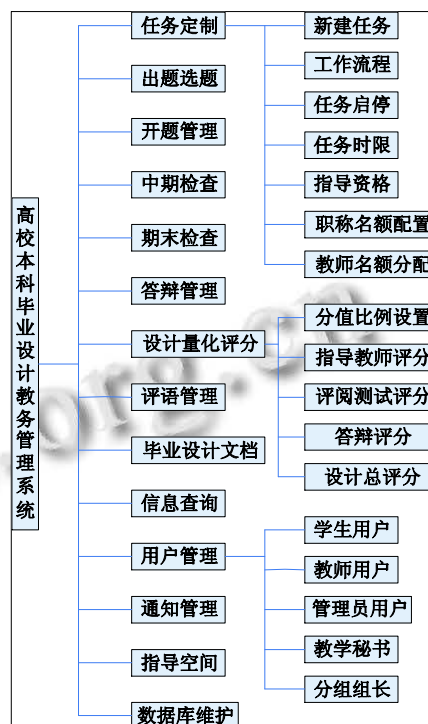 高校本科毕业设计教务管理系统
任务定制
出题选题
开题管理
中期检查
期末检查
答辩管理
设计量化评分
评语管理
毕业设计文档
信息查询
用户管理
通知管理
指导空间
数据库维护
新建任务
工作流程
任务启停
任务时限
指导资格
职称名额配置
教师名额分配
分值比例设置
指导教师评分
评阅测试评分
答辩评分
设计总评分
学生用户
教师用户
管理员用户
教学秘书
分组组长
.org.cn